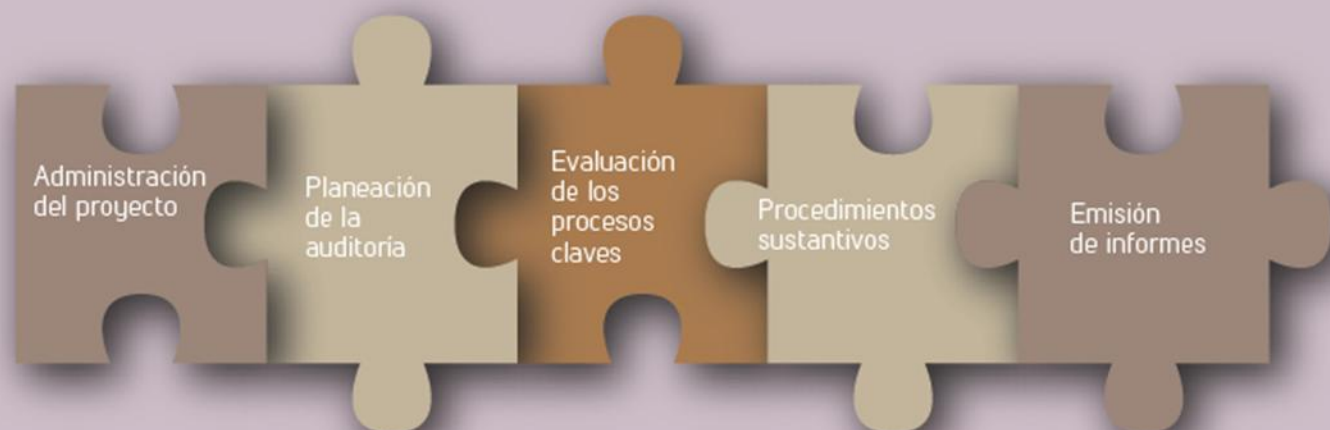 Administración
del proyecto
Planeación
de la
auditoría
Evaluación
de los
procesos
claves
Procedimientos
sustantivos
Emisión
de informes